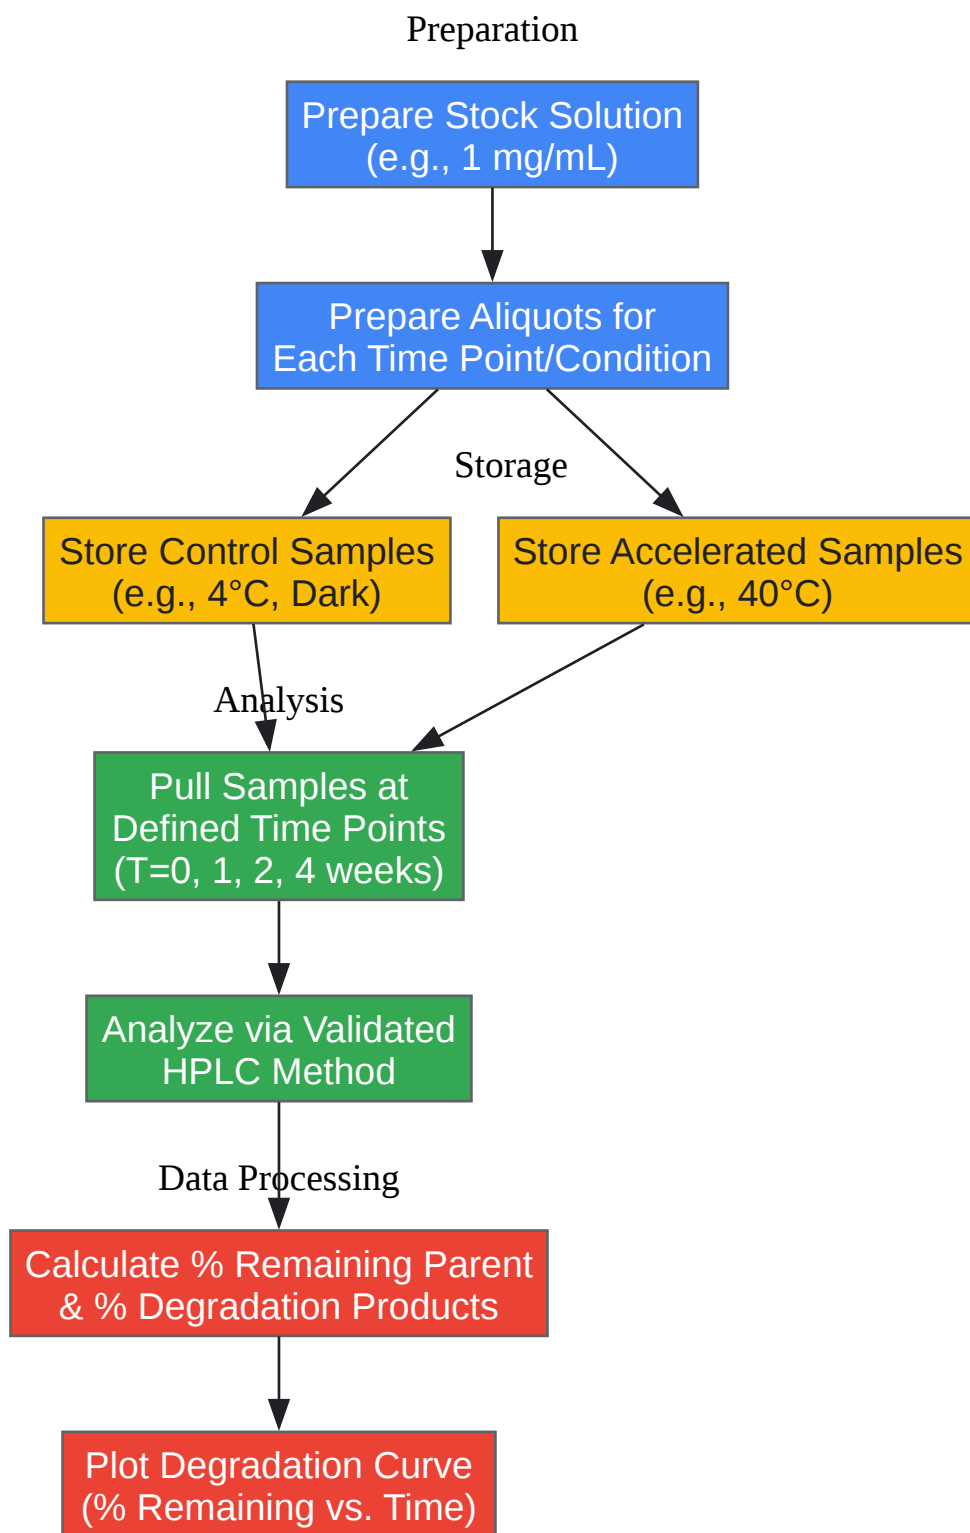 Preparation
Prepare Stock Solution
(e.g., 1 mg/mL)
Prepare Aliquots for
Each Time Point/Condition
Storage
Store Control Samples
(e.g., 4°C, Dark)
Store Accelerated Samples
(e.g., 40°C)
Analysis
Pull Samples at
Defined Time Points
(T=0, 1, 2, 4 weeks)
Analyze via Validated
HPLC Method
Data Processing
Calculate % Remaining Parent
& % Degradation Products
Plot Degradation Curve
(% Remaining vs. Time)